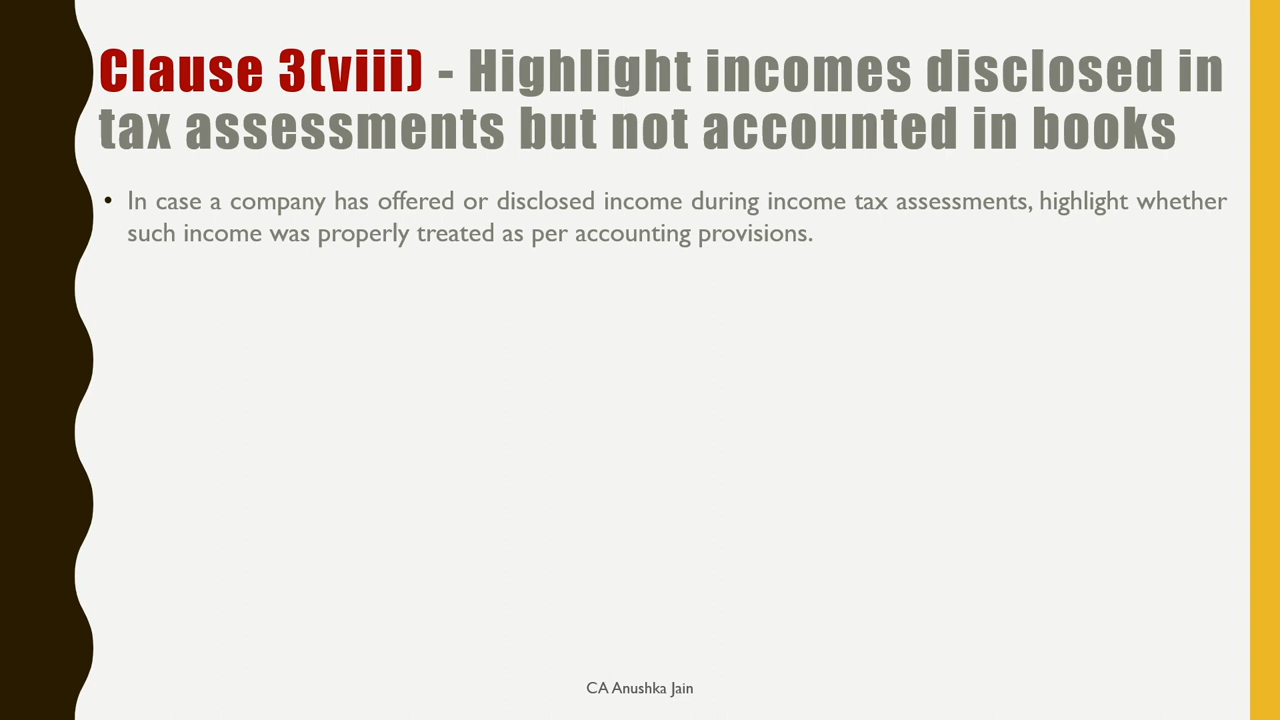 Clause 3(viii) - Highlight incomes disclosed in
tax assessments but not accounted in books
• In case a company has offered or disclosed income during income tax assessments, highlight whether
such income was properly treated as per accounting provisions.
CA Anushka Jain